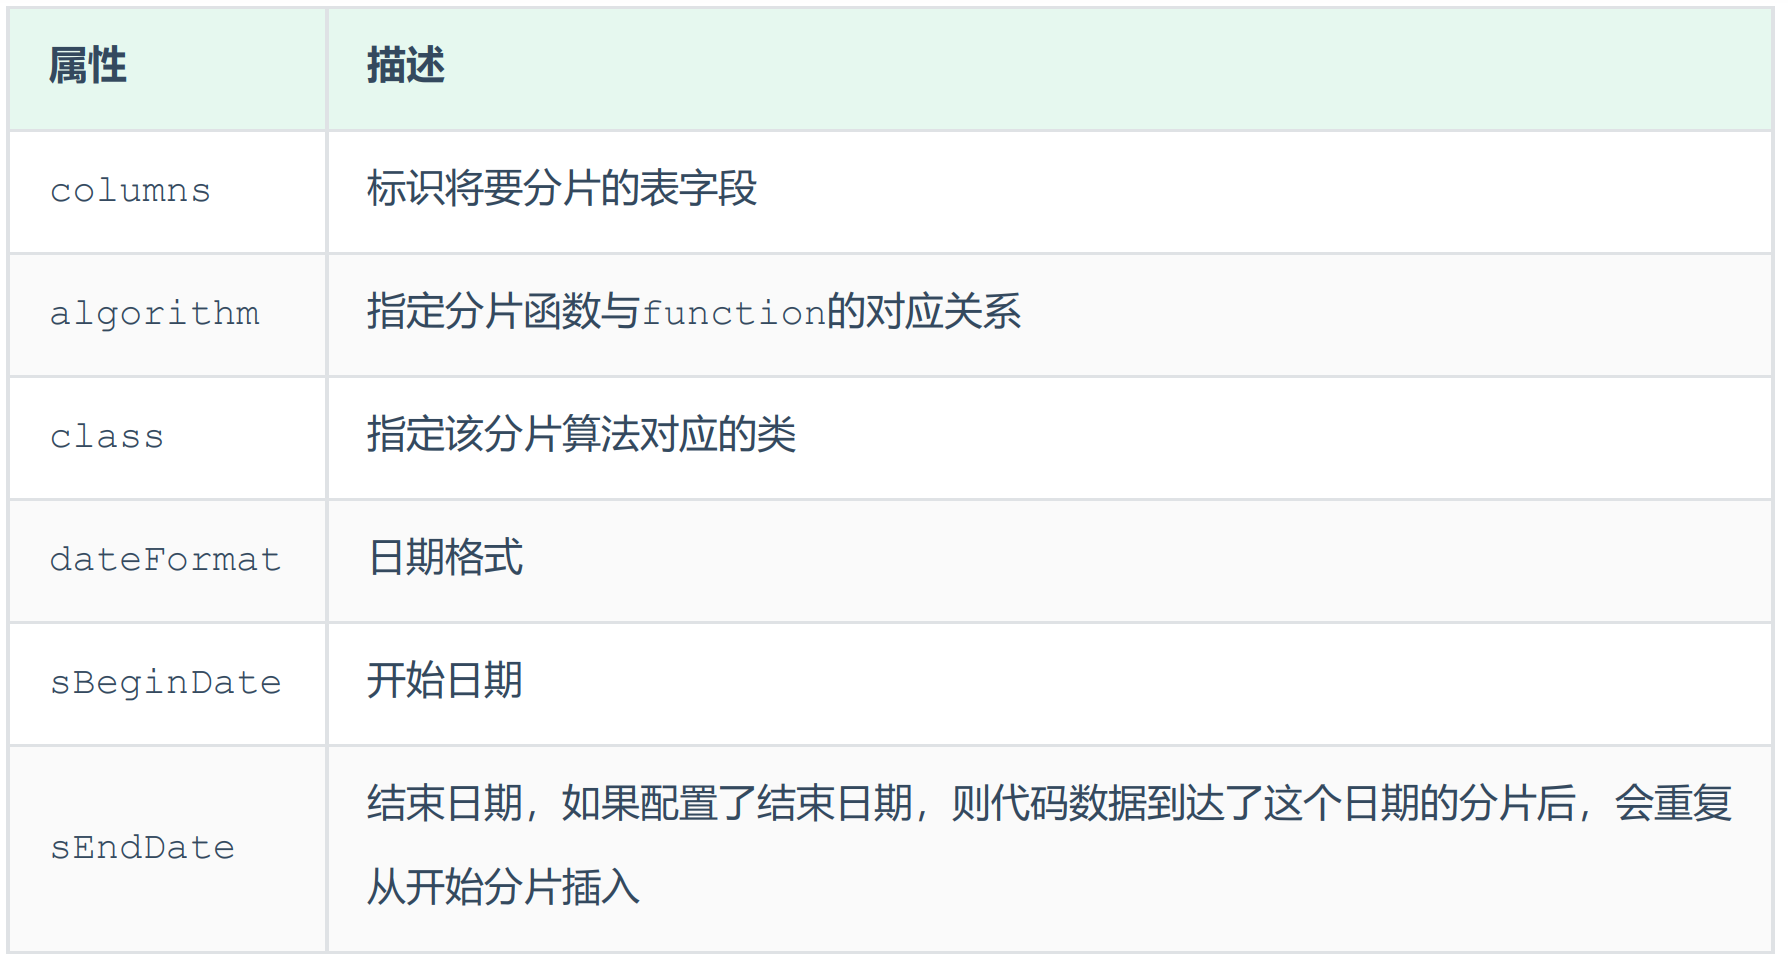 属性 描述
columns 标识将要分片的表字段
algorithm 指定分片函数与function的对应关系
class 指定该分片算法对应的类
dateFormat 日期格式
sBeginDate 开始日期
sEndDate 结束日期，如果配置了结束日期，则代码数据到达了这个日期的分片后，会重复
从开始分片插入